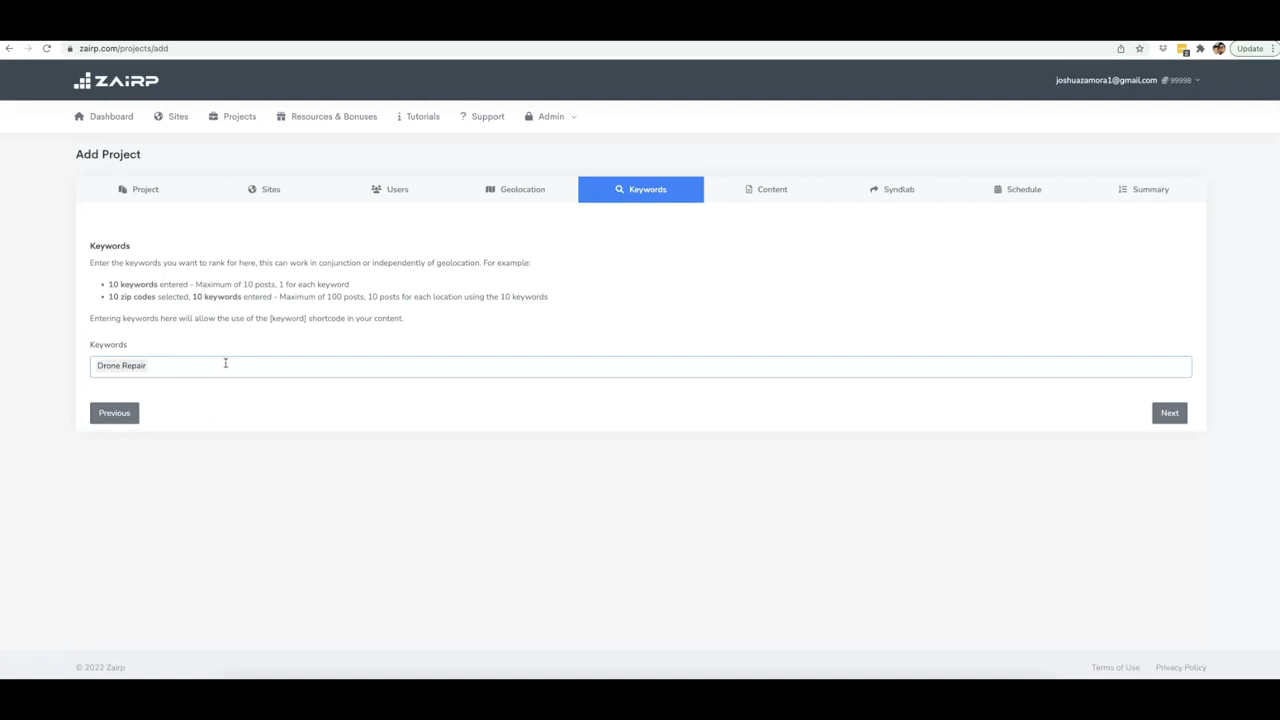 zairp.com/projects/add
Update
ZAiRP
joshuazamora1@gmail.com 99998
Dashboard Sites Projects Resources & Bonuses Tutorials Support Admin
Add Project
Project Sites Users Geolocation Keywords Content Syndlab Schedule Summary
Keywords
Enter the keywords you want to rank for here, this can work in conjunction or independently of geolocation. For example:
• 10 keywords entered - Maximum of 10 posts, 1 for each keyword
• 10 zip codes selected, 10 keywords entered - Maximum of 100 posts, 10 posts for each location using the 10 keywords
Entering keywords here will allow the use of the [keyword] shortcode in your content.
Keywords
Drone Repair
Previous Next
© 2022 Zairp Terms of Use Privacy Policy